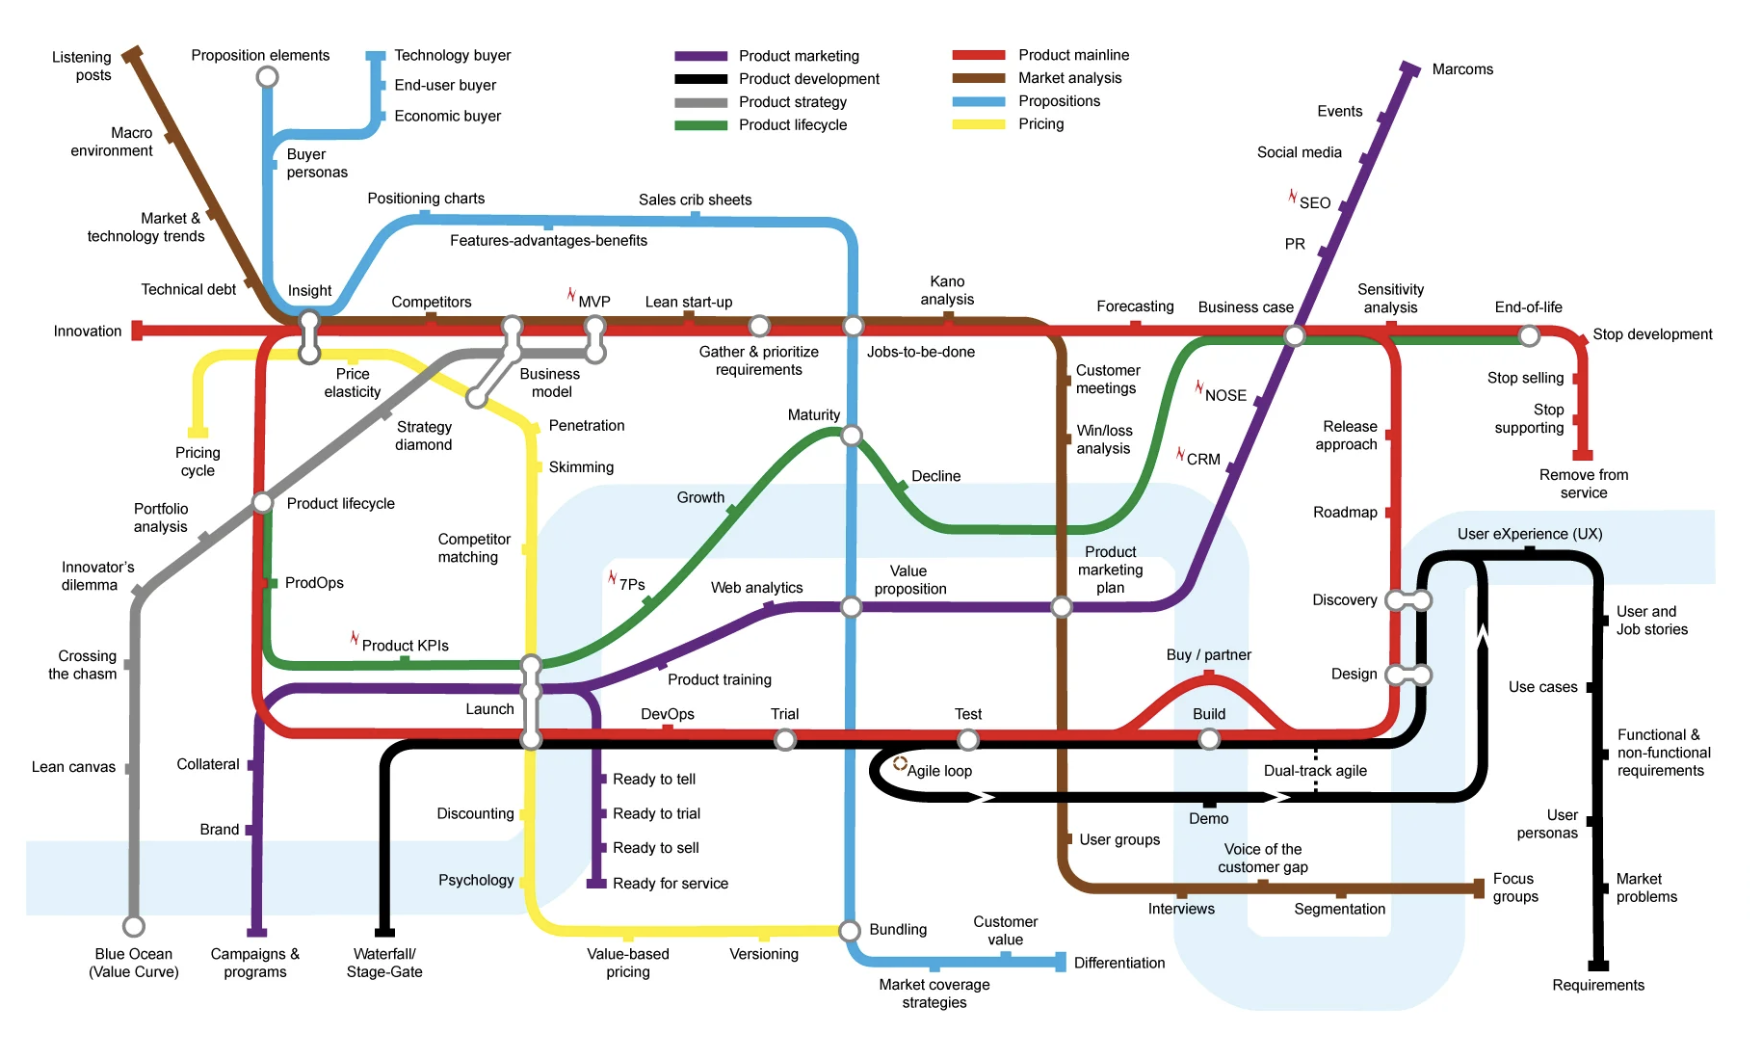 Listening
posts
Proposition elements
Technology buyer
End-user buyer
Economic buyer
Product marketing
Product development
Product strategy
Product lifecycle
Product mainline
Market analysis
Propositions
Pricing
Marcoms
Events
Social media
SEO
PR
Macro
environment
Buyer
personas
Market &
technology trends
Positioning charts
Sales crib sheets
Features-advantages-benefits
Technical debt
Insight
Competitors
MVP
Lean start-up
Kano
analysis
Forecasting
Business case
Sensitivity
analysis
End-of-life
Innovation
Stop development
Gather & prioritize
requirements
Jobs-to-be-done
Price
elasticity
Business
model
Customer
meetings
NOSE
Stop selling
Stop
supporting
Strategy
diamond
Penetration
Maturity
Win/loss
analysis
Release
approach
Pricing
cycle
Skimming
CRM
Remove from
service
Decline
Growth
Product lifecycle
Portfolio
analysis
Roadmap
User eXperience (UX)
Competitor
matching
Innovator's
dilemma
ProdOps
7Ps
Web analytics
Value
proposition
Product
marketing
plan
Discovery
User and
Job stories
Product KPIs
Crossing
the chasm
Product training
Buy / partner
Design
Use cases
Launch
DevOps
Trial
Test
Build
Functional &
non-functional
requirements
Lean canvas
Collateral
Ready to tell
Agile loop
Dual-track agile
Discounting
Ready to trial
Demo
User
personas
Brand
Ready to sell
User groups
Voice of the
customer gap
Psychology
Ready for service
Interviews
Segmentation
Focus
groups
Market
problems
Bundling
Customer
value
Blue Ocean
(Value Curve)
Campaigns &
programs
Waterfall/
Stage-Gate
Value-based
pricing
Versioning
Differentiation
Market coverage
strategies
Requirements